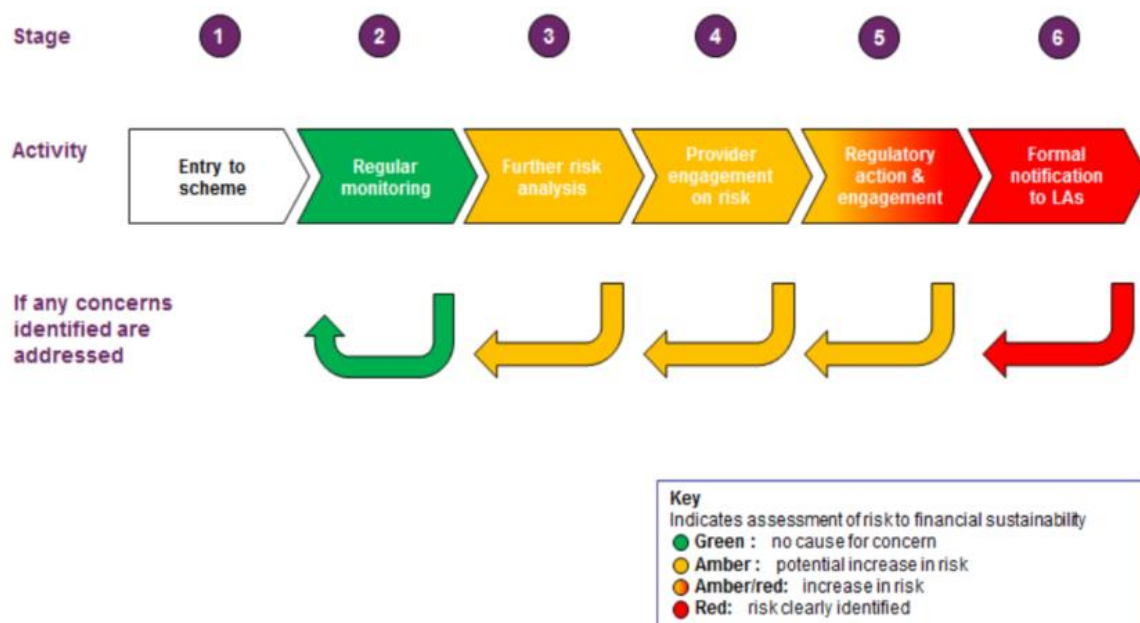 Stage
1 2 3 4 5 6
Activity
Entry to
scheme
Regular
monitoring
Further risk
analysis
Provider
engagement
on risk
Regulatory
action &
engagement
Formal
notification
to LAs
If any concerns
identified are
addressed
Key
Indicates assessment of risk to financial sustainability
Green : no cause for concern
Amber : potential increase in risk
Amber/red: increase in risk
Red: risk clearly identified